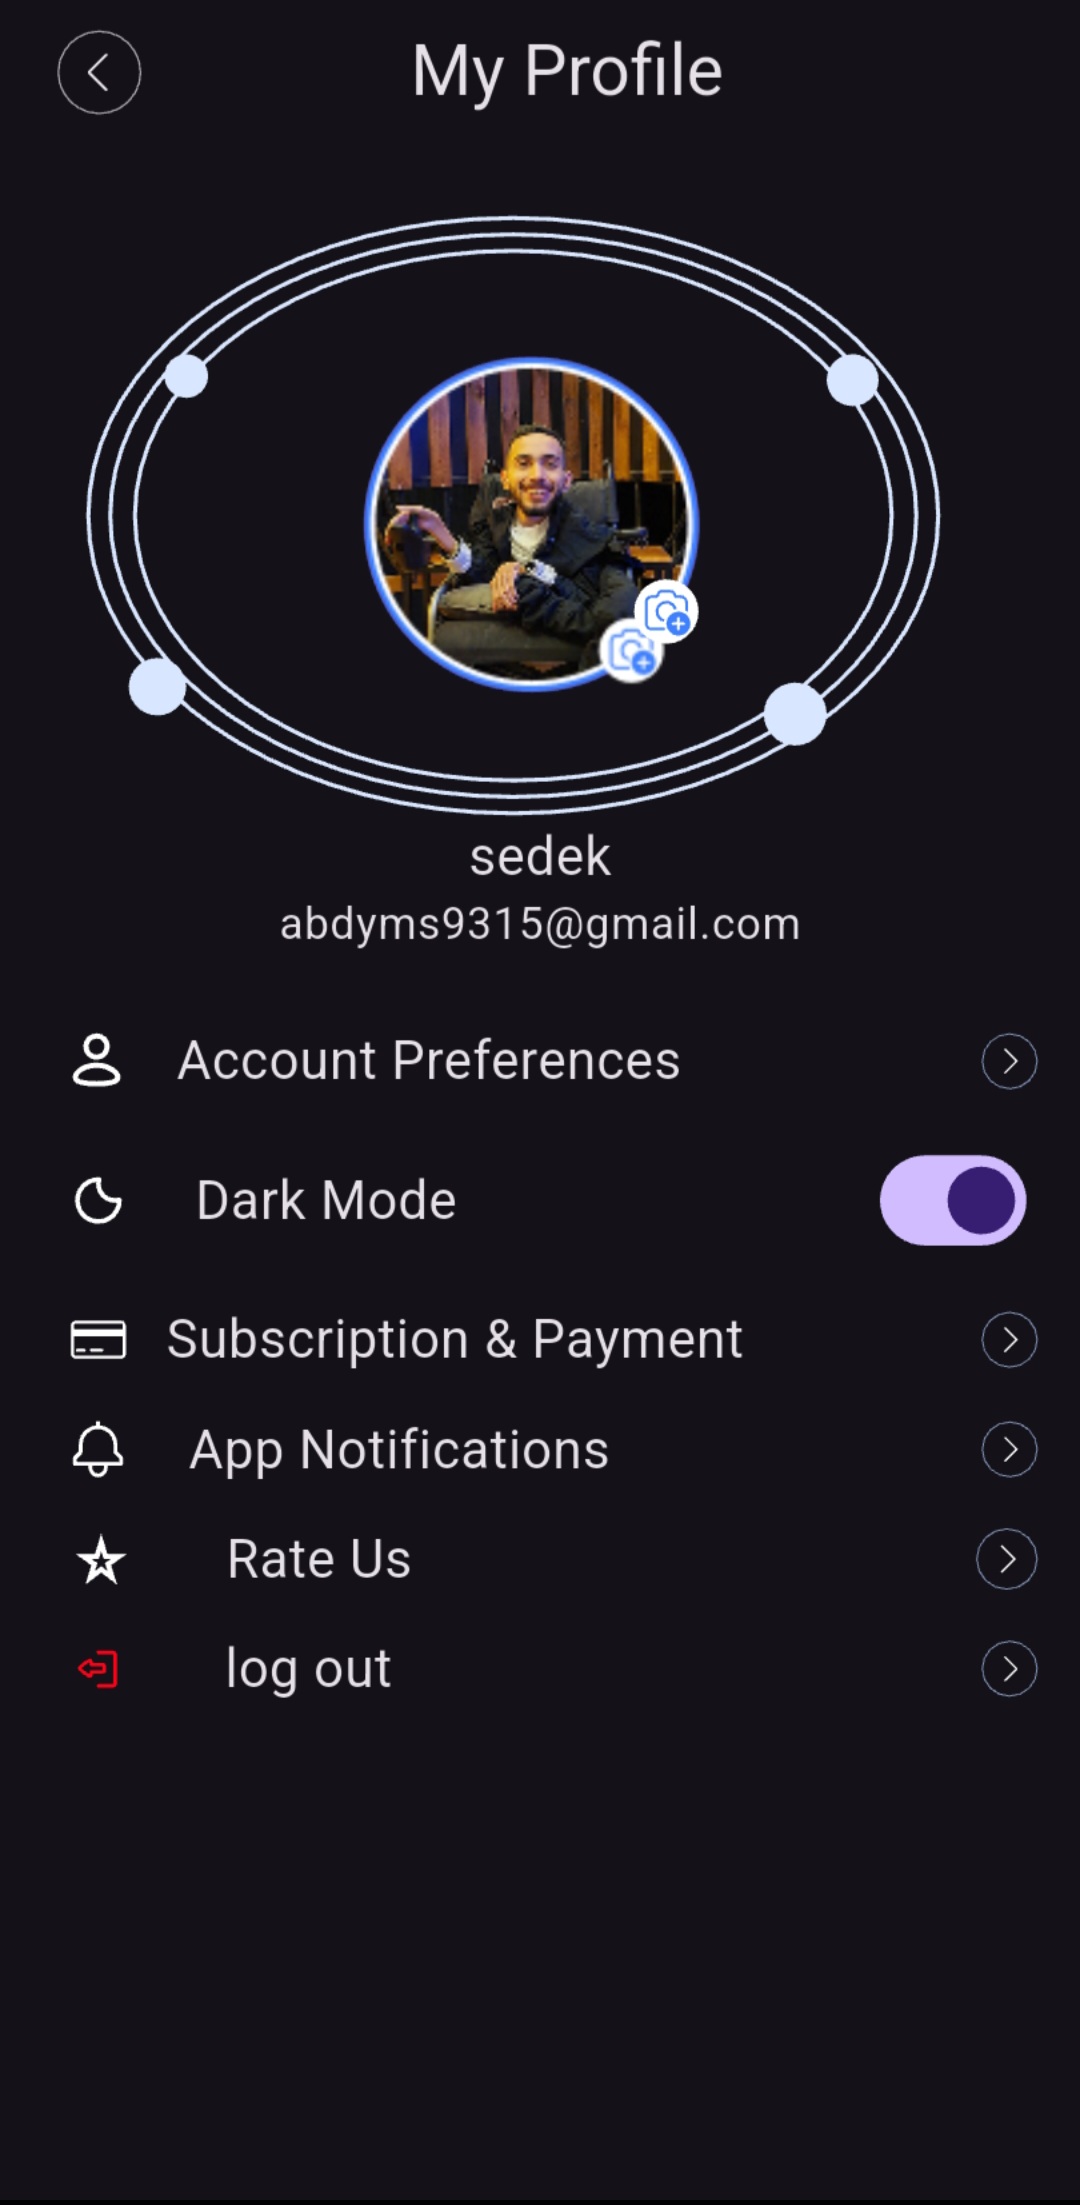 My Profile
sedek
abdyms9315@gmail.com
Account Preferences
Dark Mode
Subscription & Payment
App Notifications
Rate Us
log out